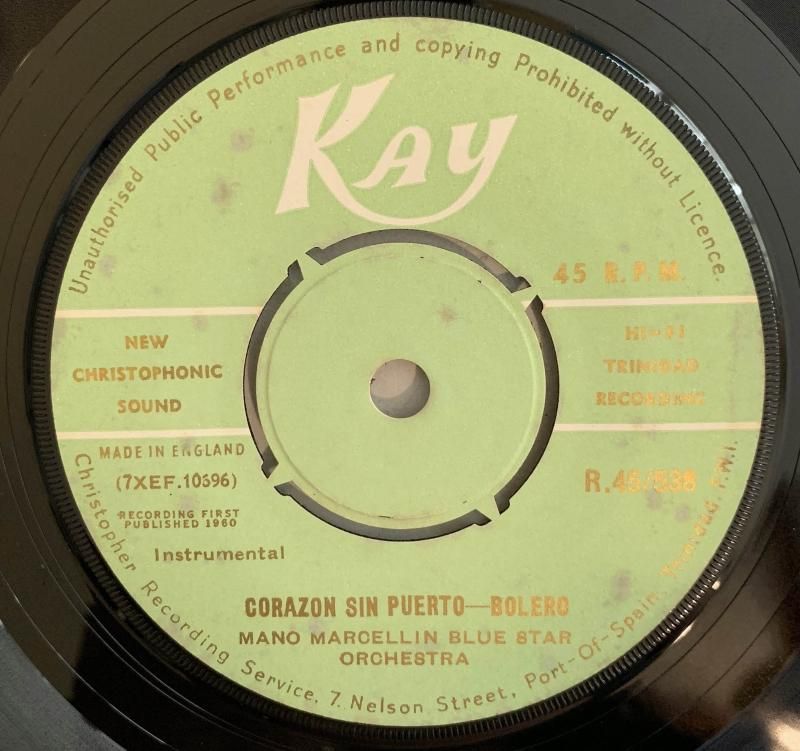 Unauthorised Public Performance and copying Prohibited without Licence.
KAY
45 R.P.M.
NEW
CHRISTOPHONIC
SOUND
HI-FI
TRINIDAD
RECORDING
MADE IN ENGLAND
(7XEF.10696)
R.45/538
RECORDING FIRST
PUBLISHED 1960
Instrumental
CORAZON SIN PUERTO—BOLERO
MANO MARCELLIN BLUE STAR
ORCHESTRA
Christopher Recording Service, 7. Nelson Street, Port-Of-Spain, Trinidad, T.W.I.